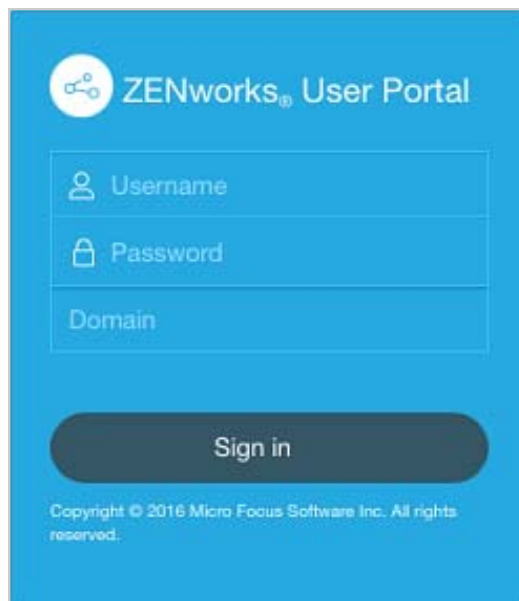 ZENworks® User Portal
Username
Password
Domain
Sign in
Copyright © 2016 Micro Focus Software Inc. All rights
reserved.